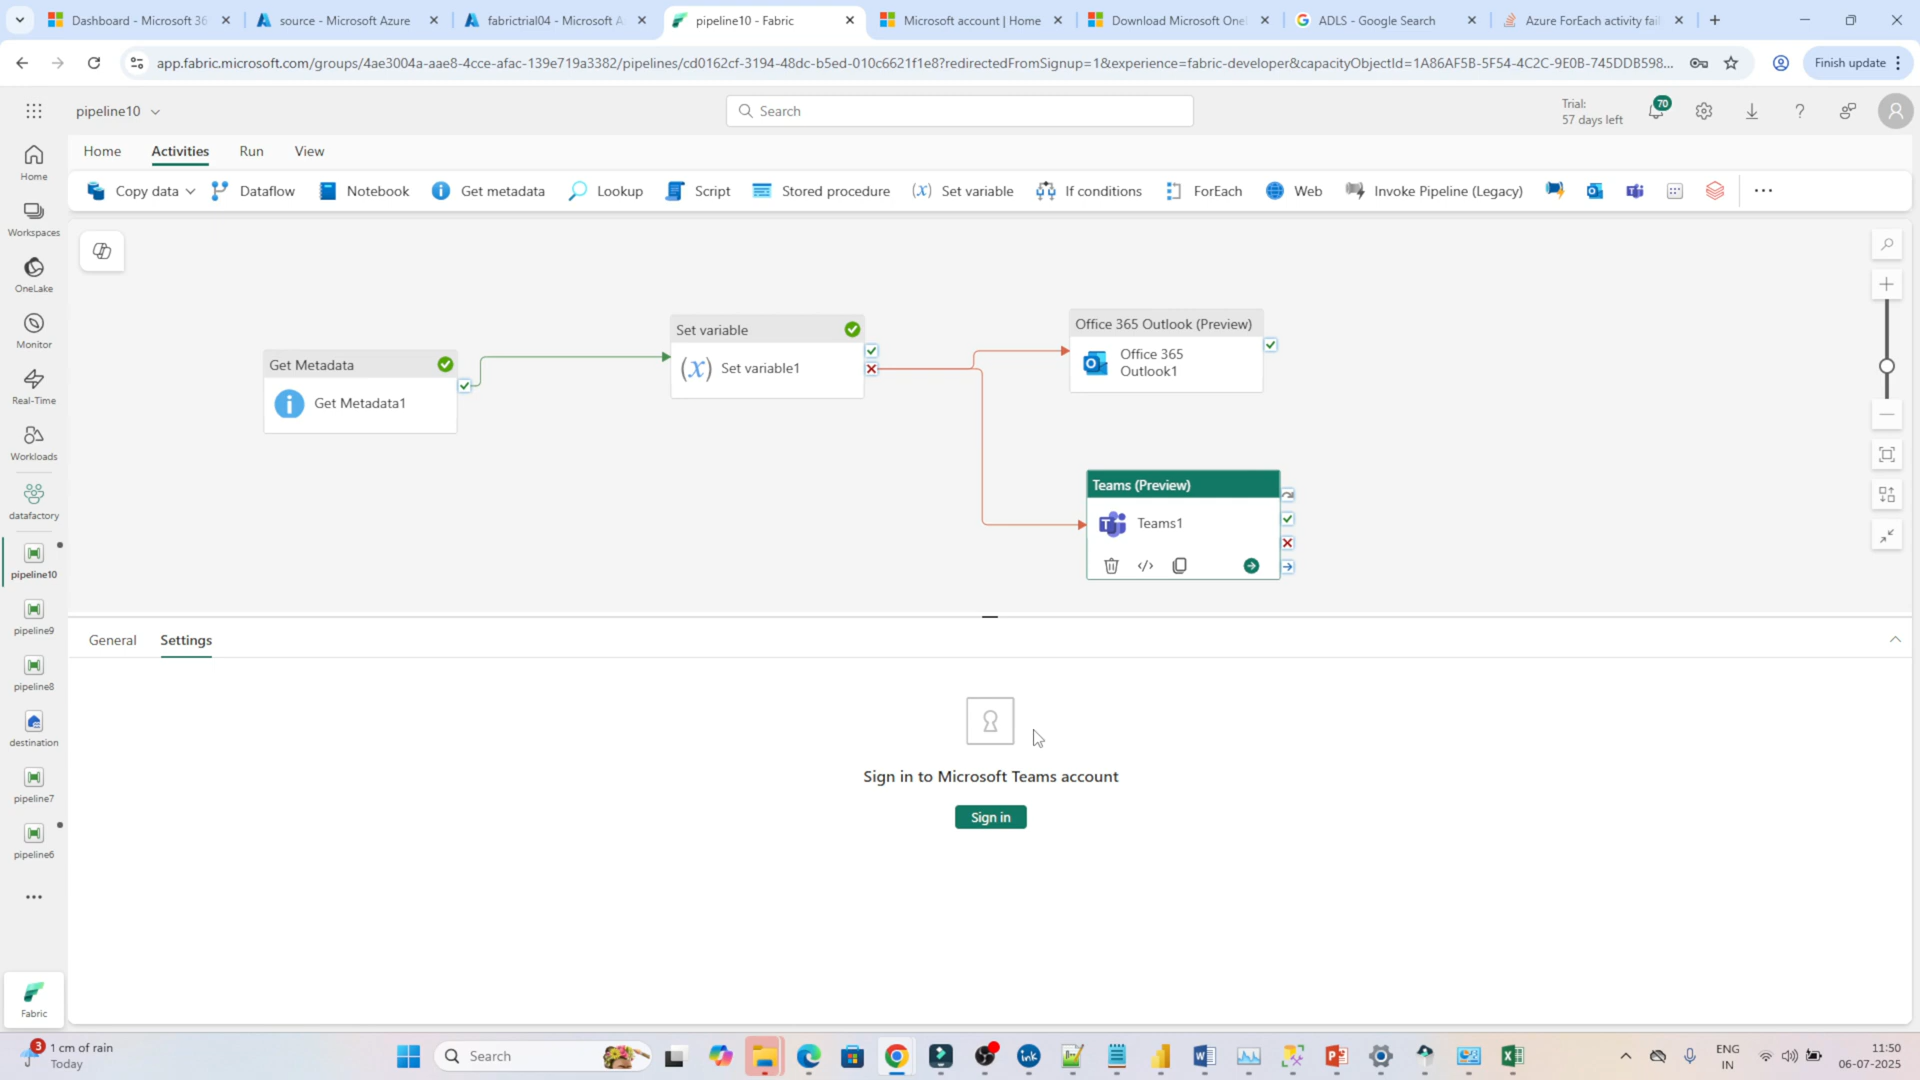 Dashboard - Microsoft 36
source - Microsoft Azure
fabrictrial04 - Microsoft A
pipeline10 - Fabric
Microsoft account | Home
Download Microsoft One
ADLS - Google Search
Azure ForEach activity fai
app.fabric.microsoft.com/groups/4ae3004a-aae8-4cce-afac-139e719a3382/pipelines/cd0162cf-3194-48dc-b5ed-010c6621f1e8?redirectedFromSignup=1&experience=fabric-developer&capacityObjectId=1A86AF5B-5F54-4C2C-9E0B-745DDB598...
Finish update
pipeline10
Search
Trial:
57 days left
70
Home
Activities
Run
View
Copy data
Dataflow
Notebook
Get metadata
Lookup
Script
Stored procedure
Set variable
If conditions
ForEach
Web
Invoke Pipeline (Legacy)
Home
Workspaces
OneLake
Monitor
Real-Time
Workloads
datafactory
pipeline10
pipeline9
pipeline8
destination
pipeline7
pipeline6
Fabric
Get Metadata
Get Metadata1
Set variable
(x) Set variable1
Office 365 Outlook (Preview)
Office 365
Outlook1
Teams (Preview)
Teams1
General
Settings
Sign in to Microsoft Teams account
Sign in
3
1 cm of rain
Today
Search
ink
ENG
IN
11:50
06-07-2025